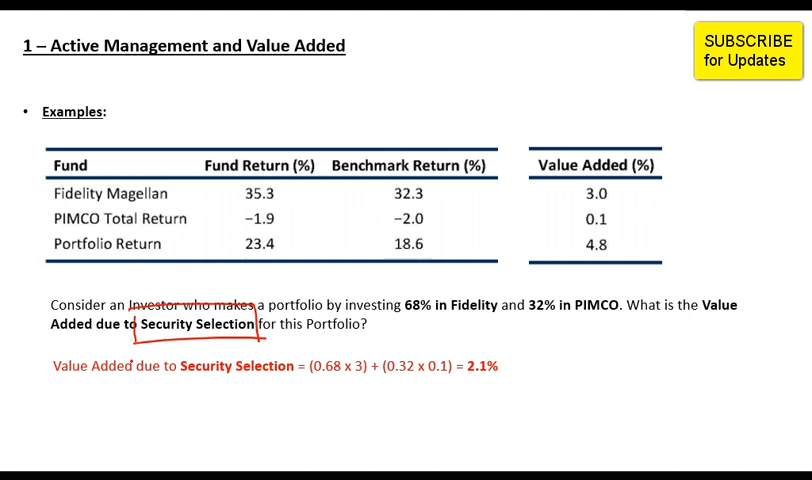 1 – Active Management and Value Added
SUBSCRIBE
for Updates
• Examples:
Fund Fund Return (%) Benchmark Return (%) Value Added (%)
Fidelity Magellan 35.3 32.3 3.0
PIMCO Total Return −1.9 −2.0 0.1
Portfolio Return 23.4 18.6 4.8
Consider an Investor who makes a portfolio by investing 68% in Fidelity and 32% in PIMCO. What is the Value
Added due to Security Selection for this Portfolio?
Value Added due to Security Selection = (0.68 x 3) + (0.32 x 0.1) = 2.1%